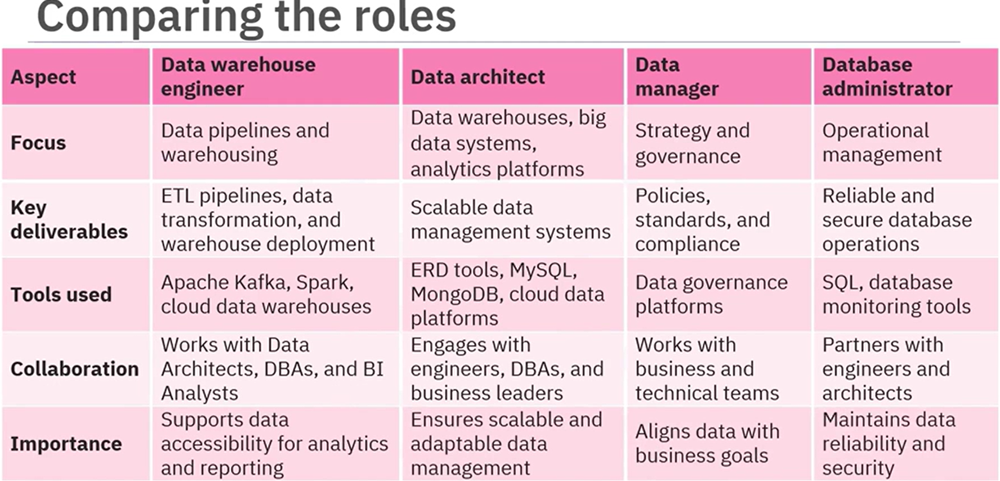 Comparing the roles
Aspect
Data warehouse
engineer
Data architect
Data
manager
Database
administrator
Focus
Data pipelines and
warehousing
Data warehouses, big
data systems,
analytics platforms
Strategy and
governance
Operational
management
Key
deliverables
ETL pipelines, data
transformation, and
warehouse deployment
Scalable data
management systems
Policies,
standards, and
compliance
Reliable and
secure database
operations
Tools used
Apache Kafka, Spark,
cloud data warehouses
ERD tools, MySQL,
MongoDB, cloud data
platforms
Data governance
platforms
SQL, database
monitoring tools
Collaboration
Works with Data
Architects, DBAs, and BI
Analysts
Engages with
engineers, DBAs, and
business leaders
Works with
business and
technical teams
Partners with
engineers and
architects
Importance
Supports data
accessibility for analytics
and reporting
Ensures scalable and
adaptable data
management
Aligns data with
business goals
Maintains data
reliability and
security